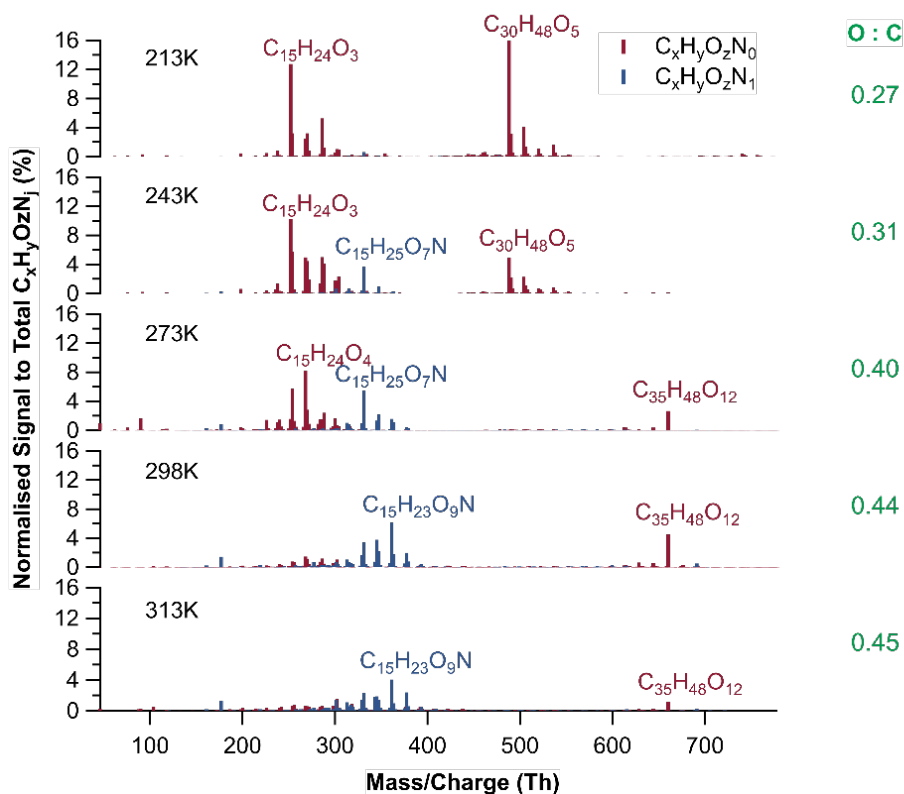 Normalised Signal to Total CₓHᵧOzNⱼ (%)
O : C
CₓHᵧO_zN₀
CₓHᵧO_zN₁
16
12
8
4
0
213K
C₁₅H₂₄O₃
C₃₀H₄₈O₅
0.27
16
12
8
4
0
243K
C₁₅H₂₄O₃
C₁₅H₂₅O₇N
C₃₀H₄₈O₅
0.31
16
12
8
4
0
273K
C₁₅H₂₄O₄
C₁₅H₂₅O₇N
C₃₅H₄₈O₁₂
0.40
16
12
8
4
0
298K
C₁₅H₂₃O₉N
C₃₅H₄₈O₁₂
0.44
16
12
8
4
0
313K
C₁₅H₂₃O₉N
C₃₅H₄₈O₁₂
0.45
100 200 300 400 500 600 700
Mass/Charge (Th)